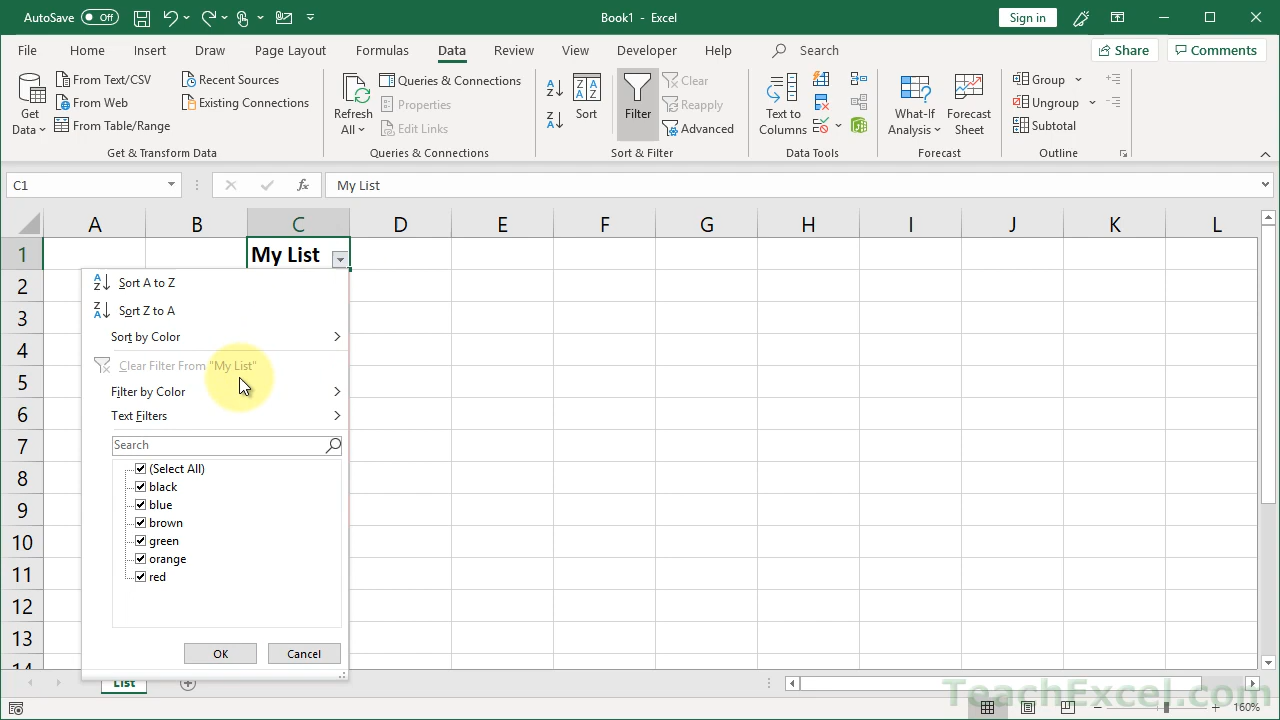 AutoSave Off
Book1 - Excel
Sign in
File Home Insert Draw Page Layout Formulas Data Review View Developer Help Search Share Comments
Get Data
From Text/CSV
From Web
From Table/Range
Recent Sources
Existing Connections
Get & Transform Data
Refresh All
Queries & Connections
Properties
Edit Links
Queries & Connections
Sort
Filter
Clear
Reapply
Advanced
Sort & Filter
Text to Columns
Data Tools
What-If Analysis
Forecast Sheet
Forecast
Group
Ungroup
Subtotal
Outline
C1
fx
My List
A B C D E F G H I J K L
1 My List
2
3
4
5
6
7
8
9
10
11
12
13
14
Sort A to Z
Sort Z to A
Sort by Color
Clear Filter From "My List"
Filter by Color
Text Filters
Search
(Select All)
black
blue
brown
green
orange
red
OK Cancel
List
TeachExcel.com
160%